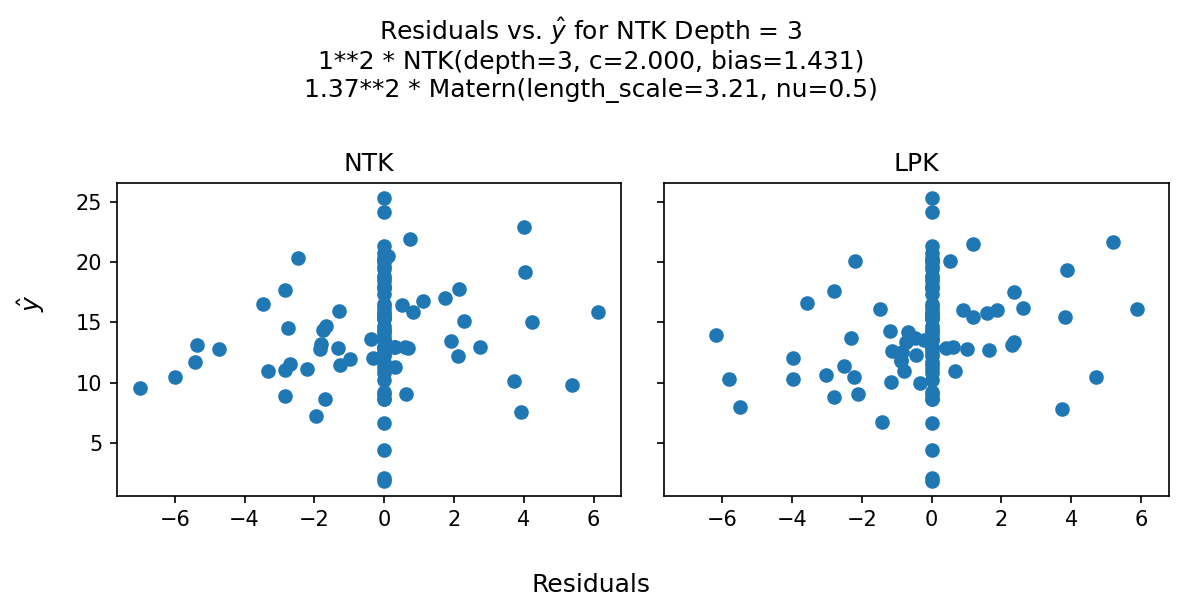 Residuals vs. ŷ for NTK Depth = 3
1**2 * NTK(depth=3, c=2.000, bias=1.431)
1.37**2 * Matern(length_scale=3.21, nu=0.5)
NTK
LPK
25
20
15
10
5
ŷ
−6 −4 −2 0 2 4 6
−6 −4 −2 0 2 4 6
Residuals